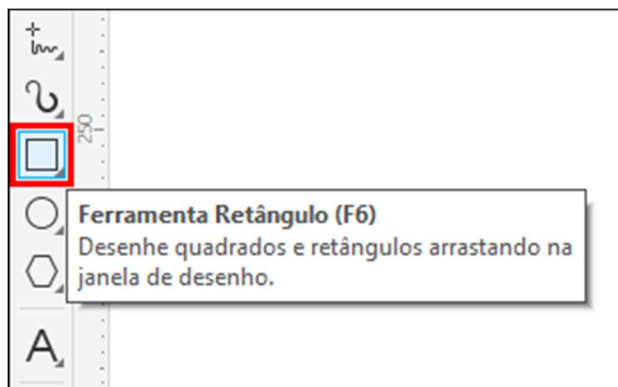 250
Ferramenta Retângulo (F6)
Desenhe quadrados e retângulos arrastando na
janela de desenho.
A